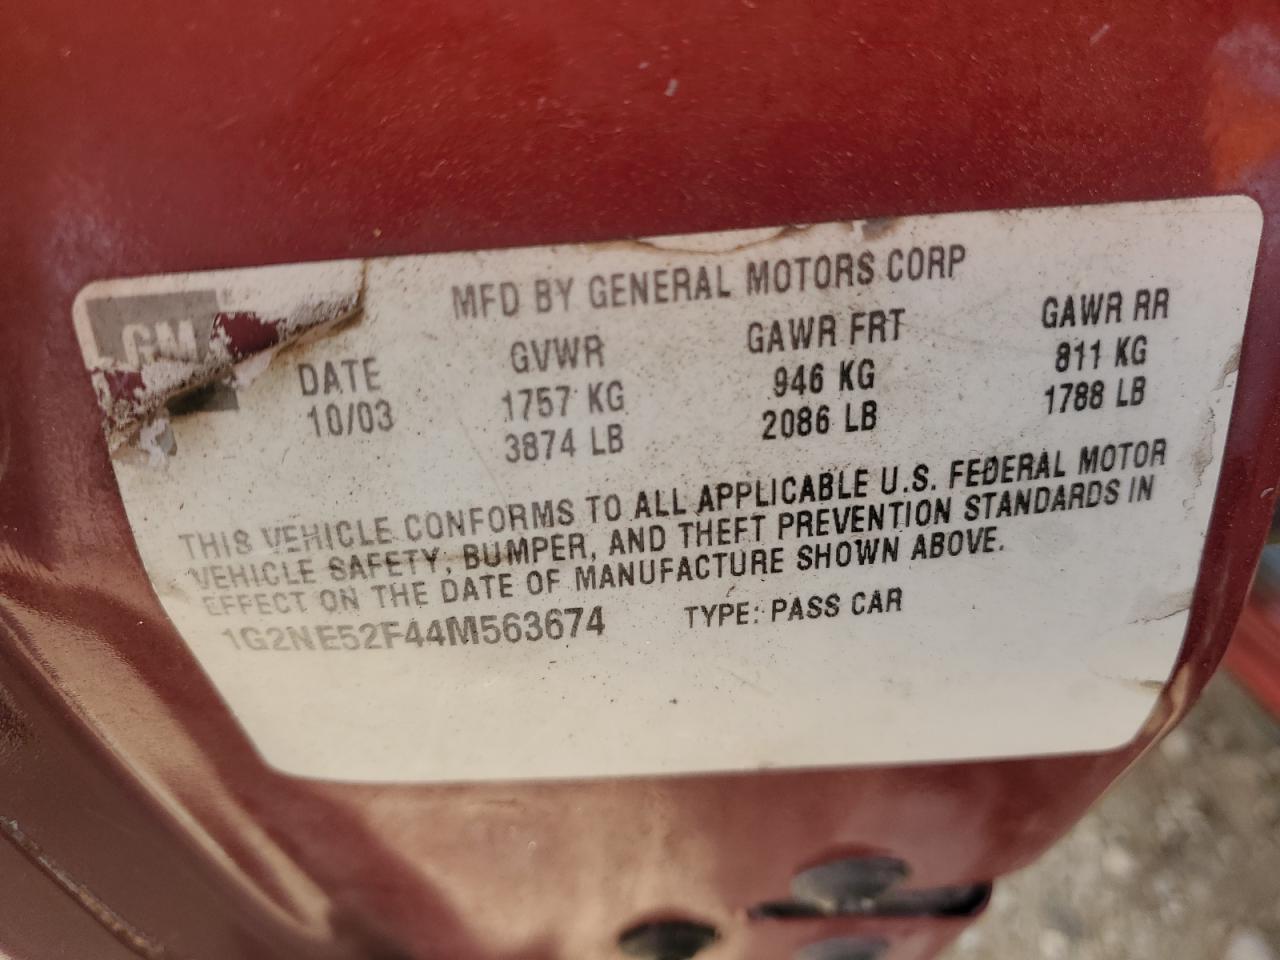 GM
MFD BY GENERAL MOTORS CORP
DATE GVWR GAWR FRT GAWR RR
10/03 1757 KG 946 KG 811 KG
3874 LB 2086 LB 1788 LB
THIS VEHICLE CONFORMS TO ALL APPLICABLE U.S. FEDERAL MOTOR
VEHICLE SAFETY, BUMPER, AND THEFT PREVENTION STANDARDS IN
EFFECT ON THE DATE OF MANUFACTURE SHOWN ABOVE.
1G2NE52F44M563674 TYPE: PASS CAR